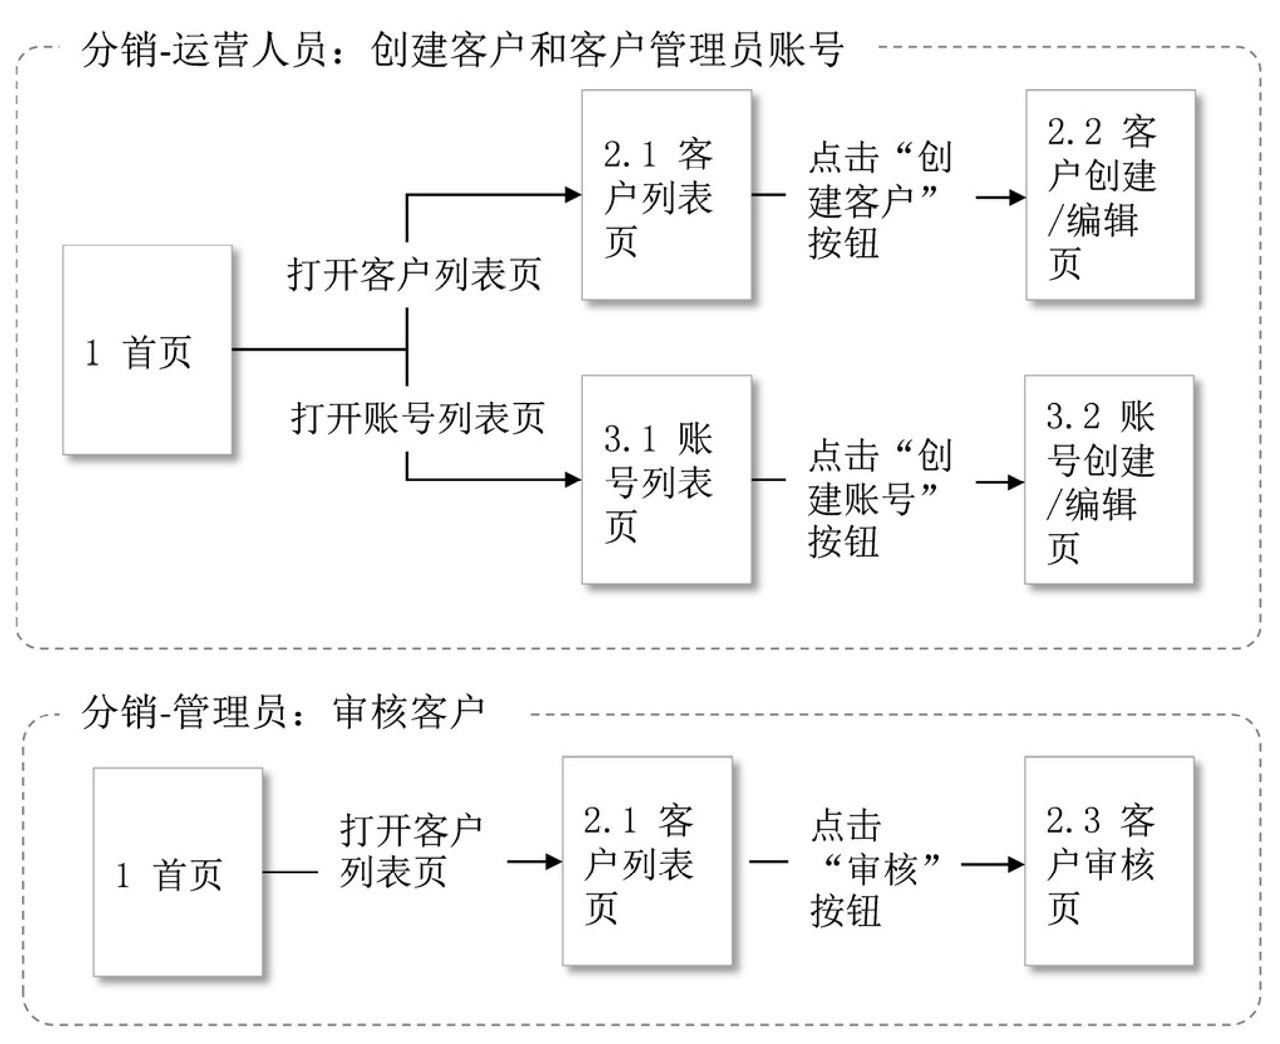 分销-运营人员：创建客户和客户管理员账号
1 首页
打开客户列表页
2.1 客
户列表
页
点击“创
建客户”
按钮
2.2 客
户创建
/编辑
页
打开账号列表页
3.1 账
号列表
页
点击“创
建账号”
按钮
3.2 账
号创建
/编辑
页
分销-管理员：审核客户
1 首页
打开客户
列表页
2.1 客
户列表
页
点击
“审核”
按钮
2.3 客
户审核
页